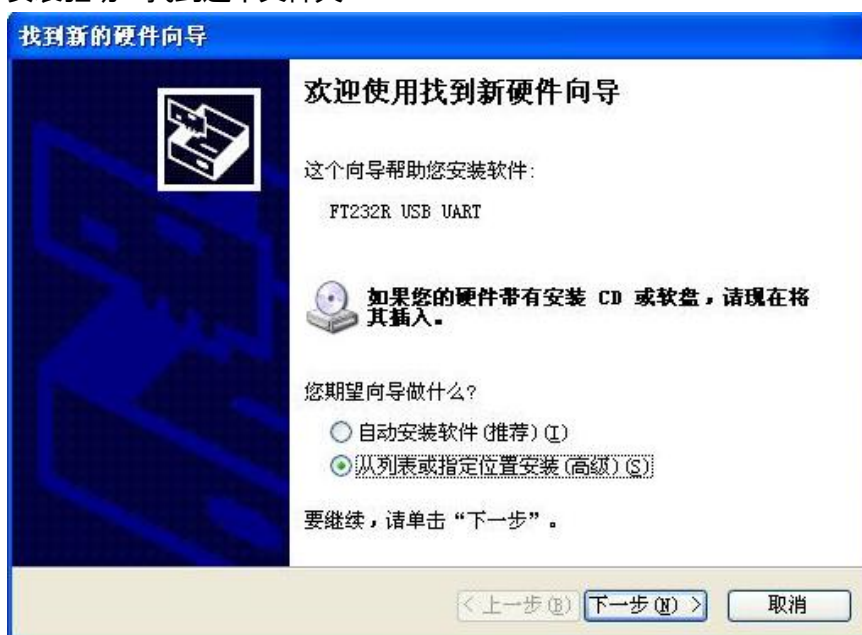 找到新的硬件向导
欢迎使用找到新硬件向导
这个向导帮助您安装软件:
FT232R USB UART
如果您的硬件带有安装 CD 或软盘，请现在将
其插入。
您期望向导做什么?
自动安装软件(推荐)(I)
从列表或指定位置安装(高级)(S)
要继续，请单击“下一步”。
< 上一步(B) 下一步(N) > 取消